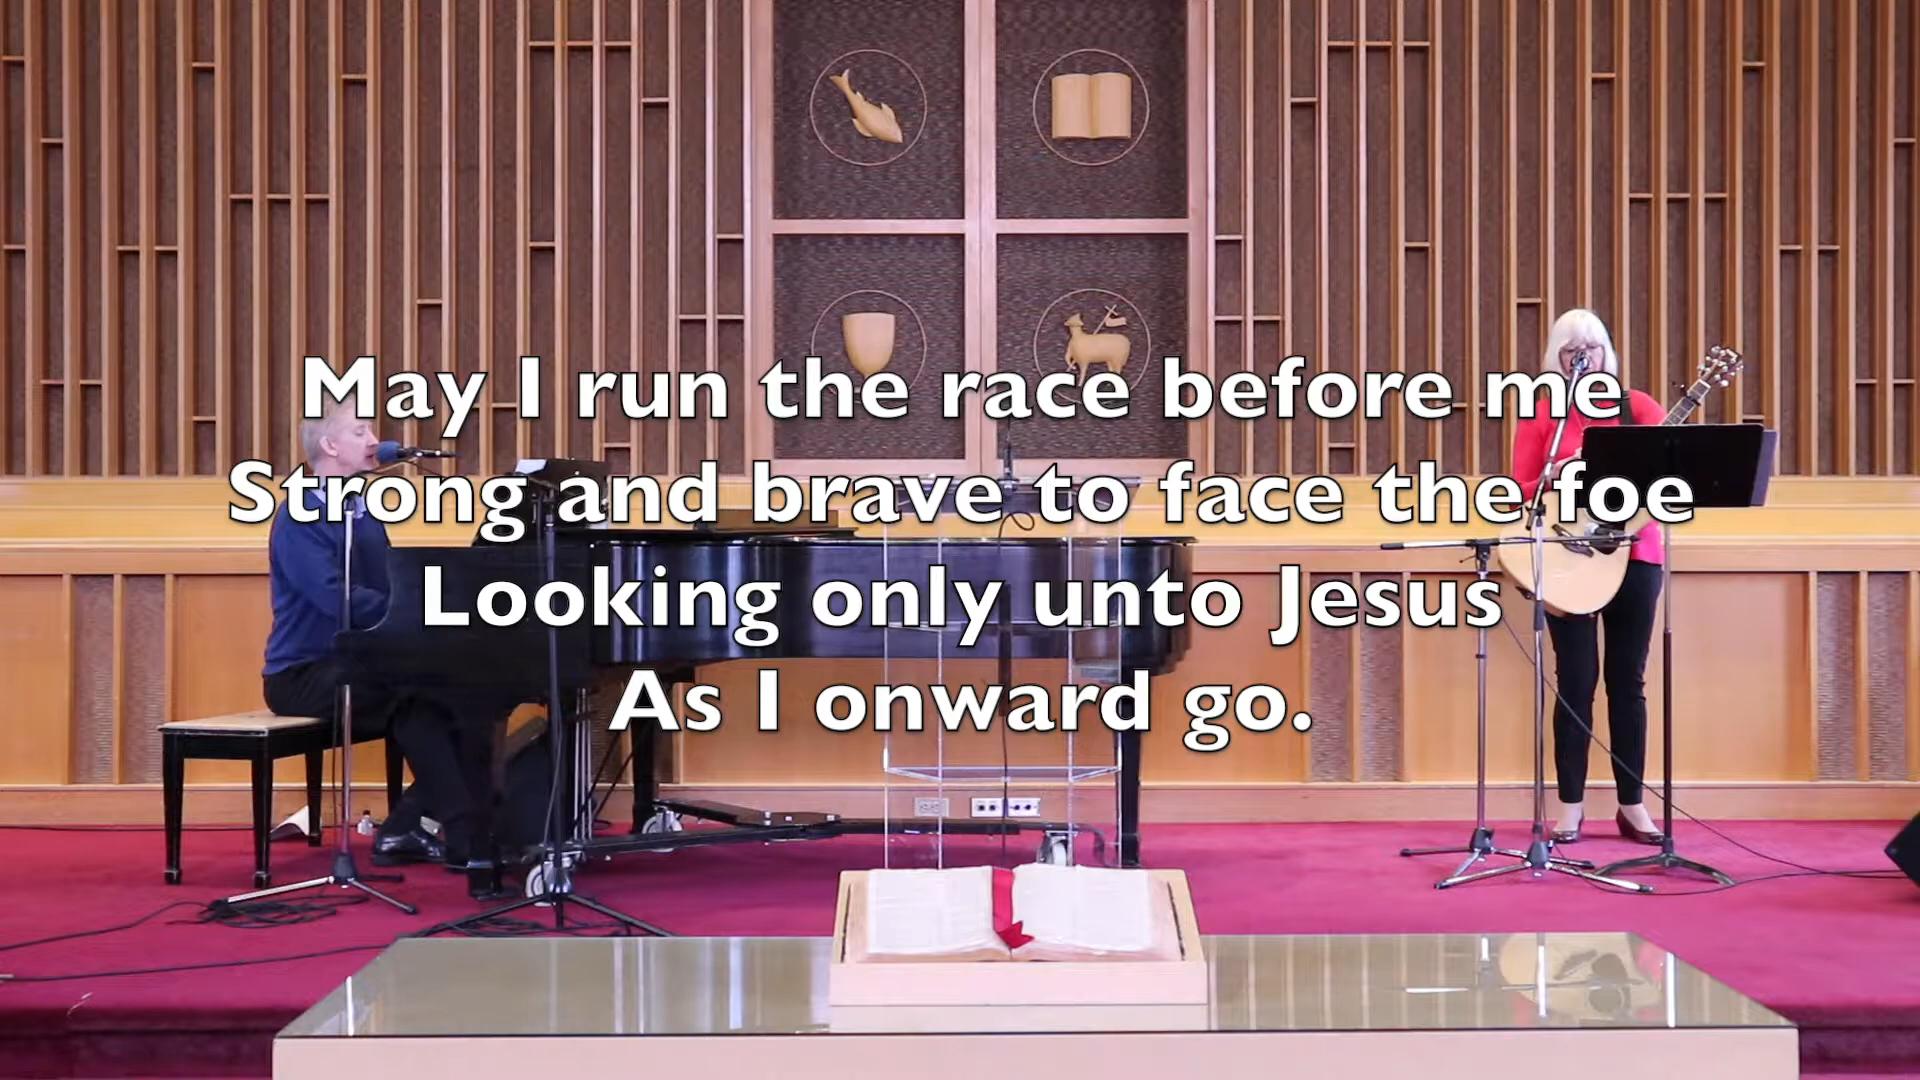 May I run the race before me
Strong and brave to face the foe
Looking only unto Jesus
As I onward go.